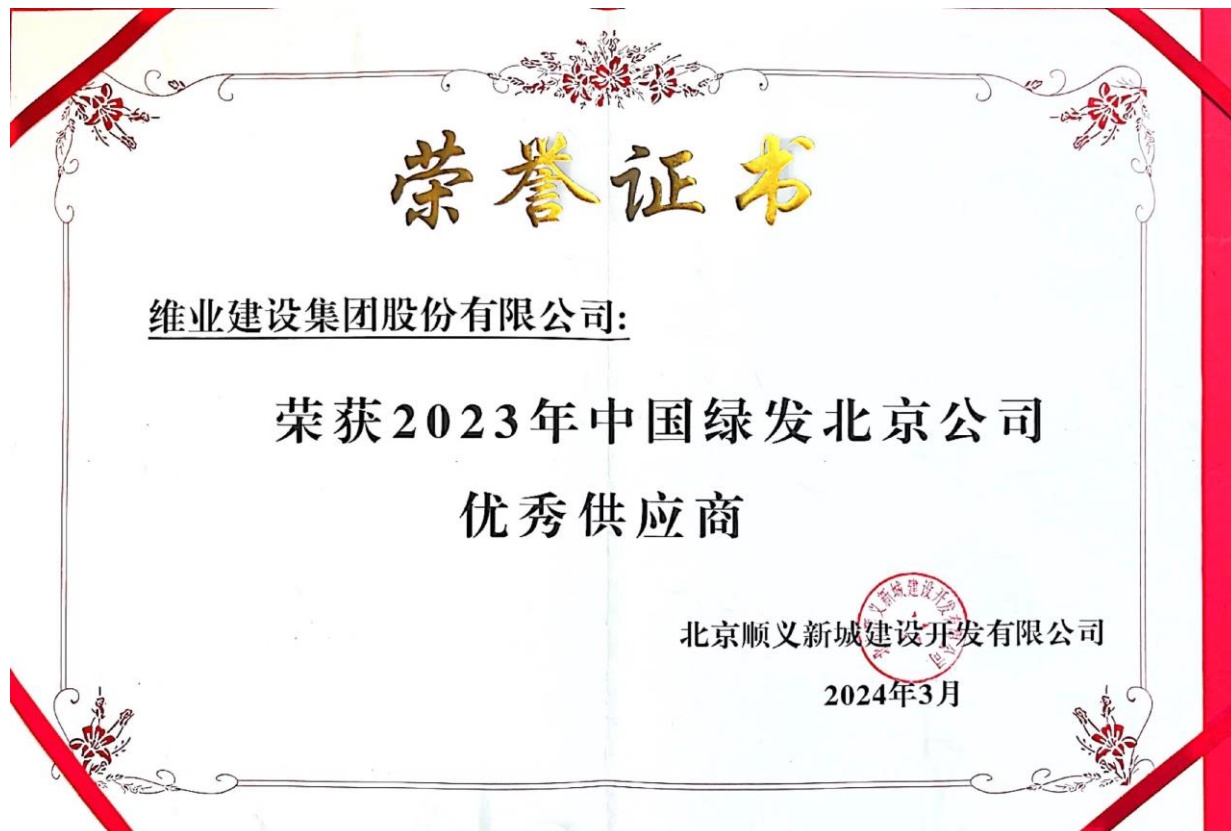 荣誉证书
维业建设集团股份有限公司:
荣获2023年中国绿发北京公司
优秀供应商
北京顺义新城建设开发有限公司
2024年3月